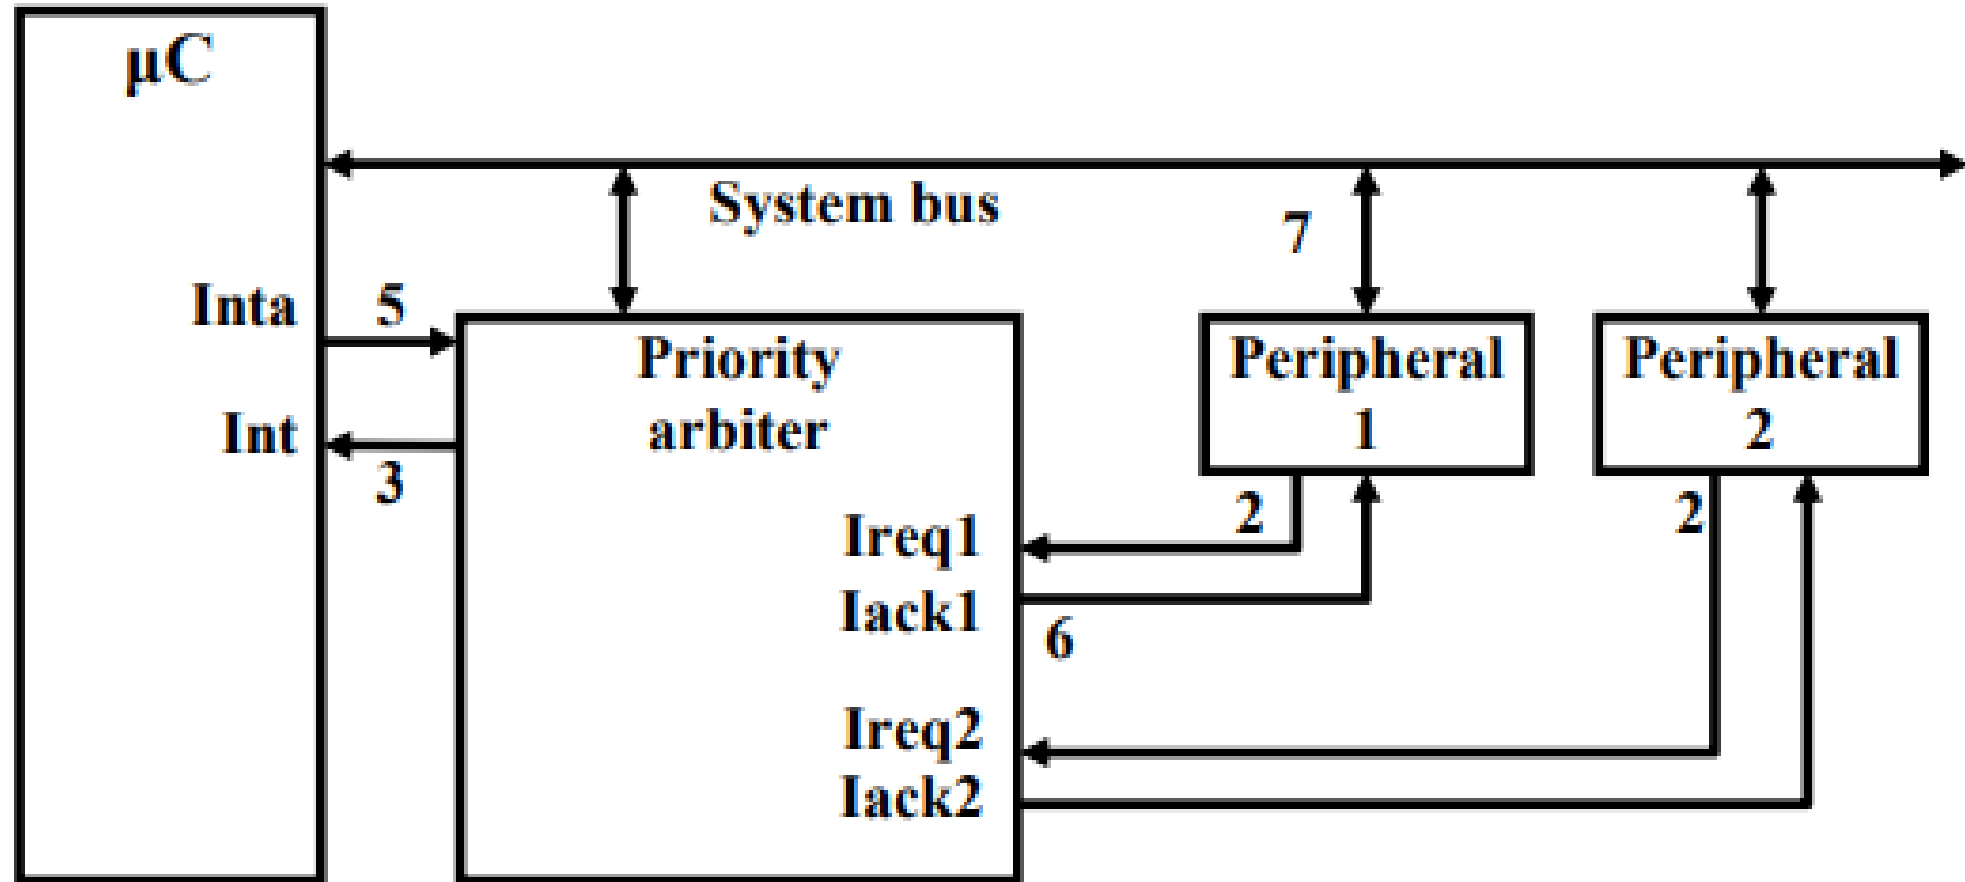 μC
System bus
7
Inta
5
Int
3
Priority
arbiter
Peripheral
1
Peripheral
2
2
2
Ireq1
Iack1
6
Ireq2
Iack2